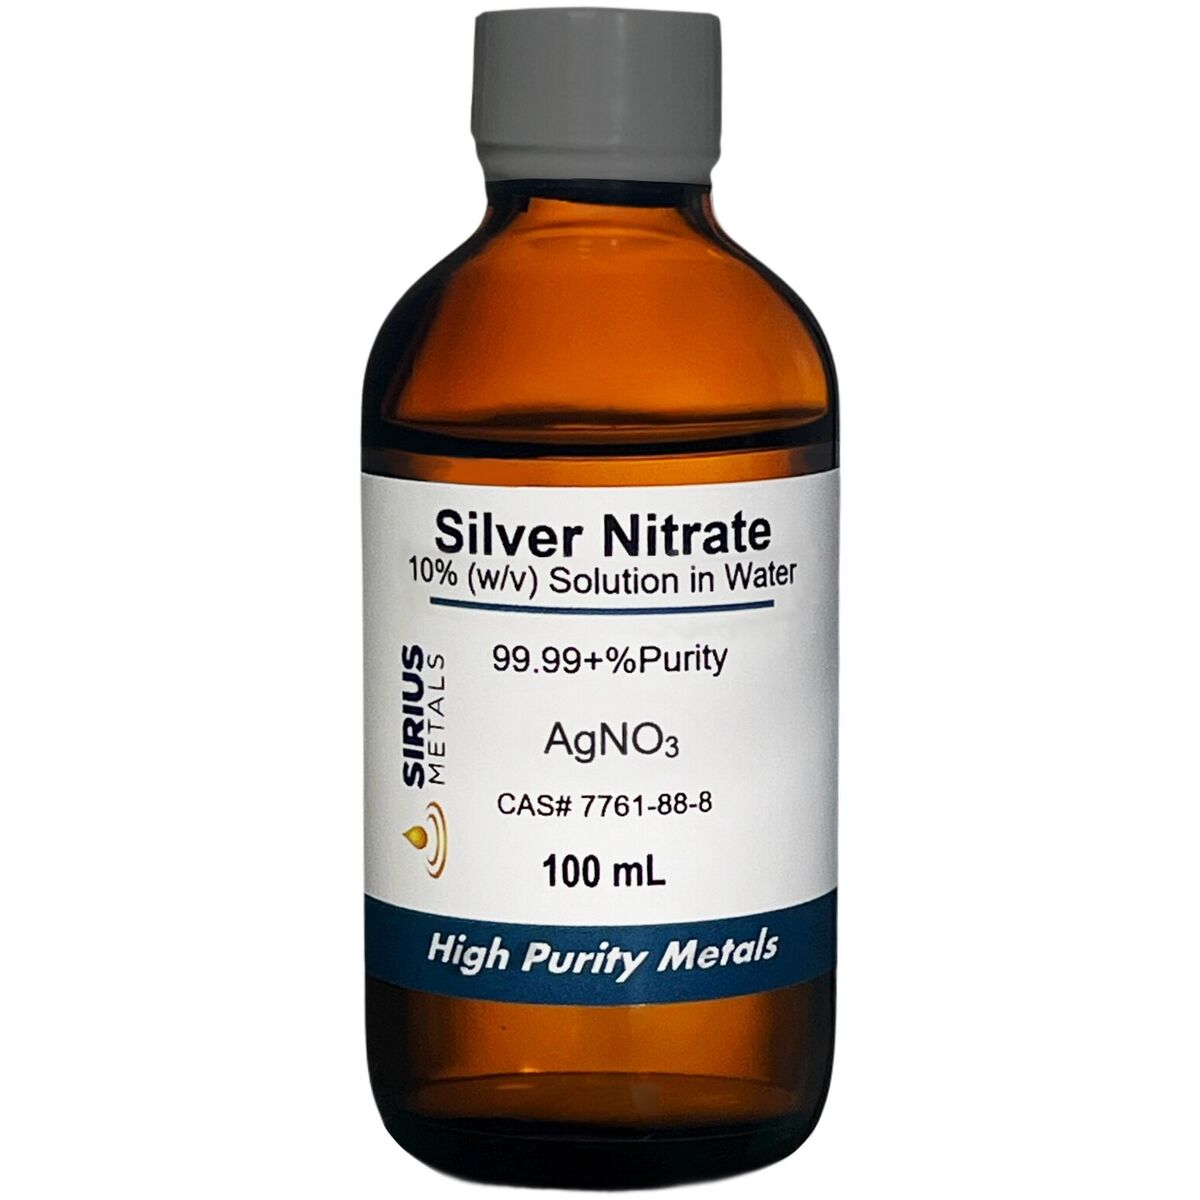 Silver Nitrate
10% (w/v) Solution in Water
99.99+%Purity
AgNO₃
CAS# 7761-88-8
100 mL
SIRIUS
METALS
High Purity Metals